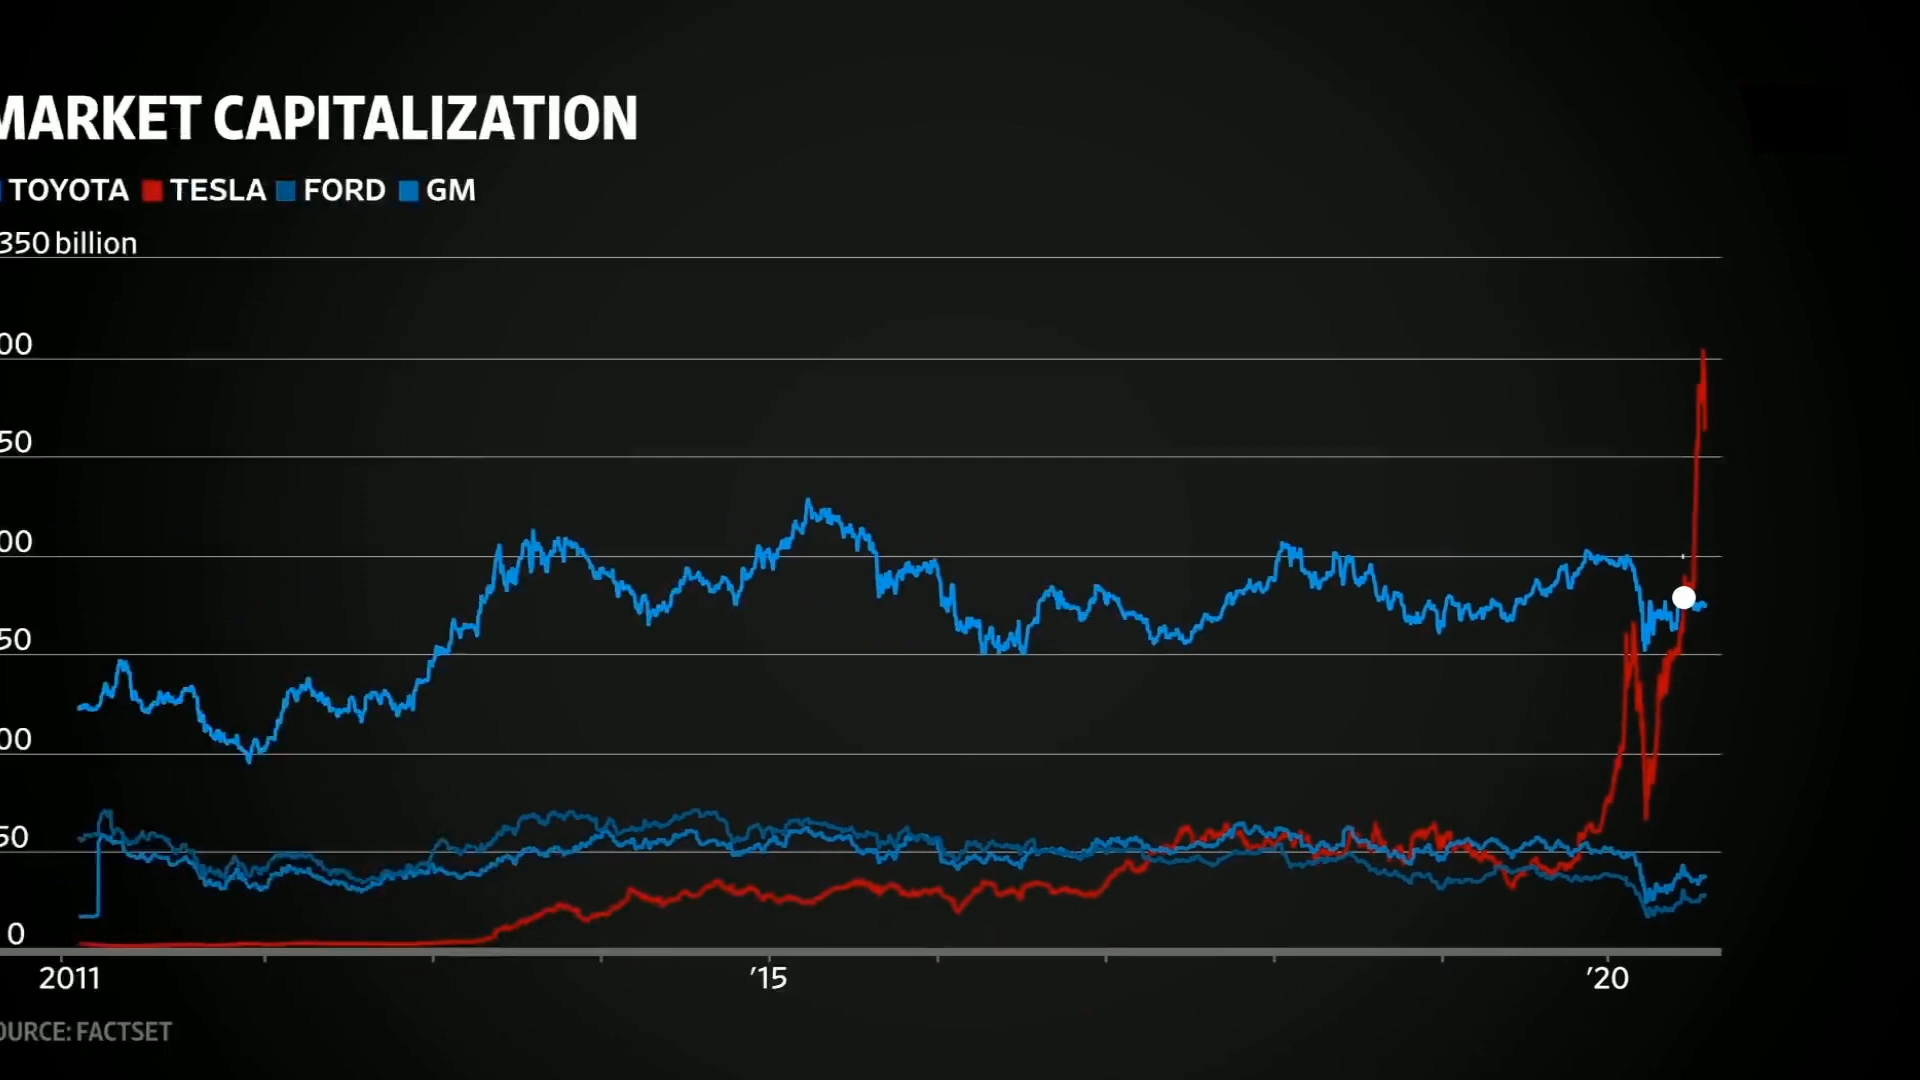 MARKET CAPITALIZATION
TOYOTA TESLA FORD GM
350 billion
00
50
00
50
00
50
0
2011 ’15 ’20
OURCE: FACTSET